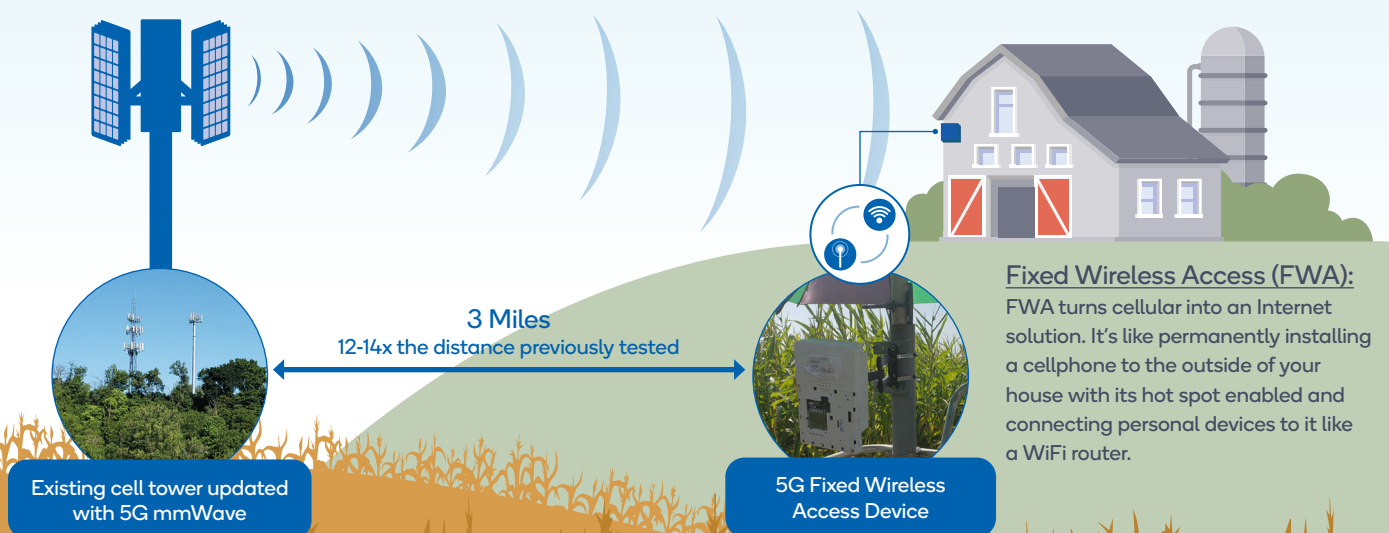 3 Miles
12-14x the distance previously tested
Existing cell tower updated
with 5G mmWave
5G Fixed Wireless
Access Device
Fixed Wireless Access (FWA):
FWA turns cellular into an Internet
solution. It’s like permanently installing
a cellphone to the outside of your
house with its hot spot enabled and
connecting personal devices to it like
a WiFi router.